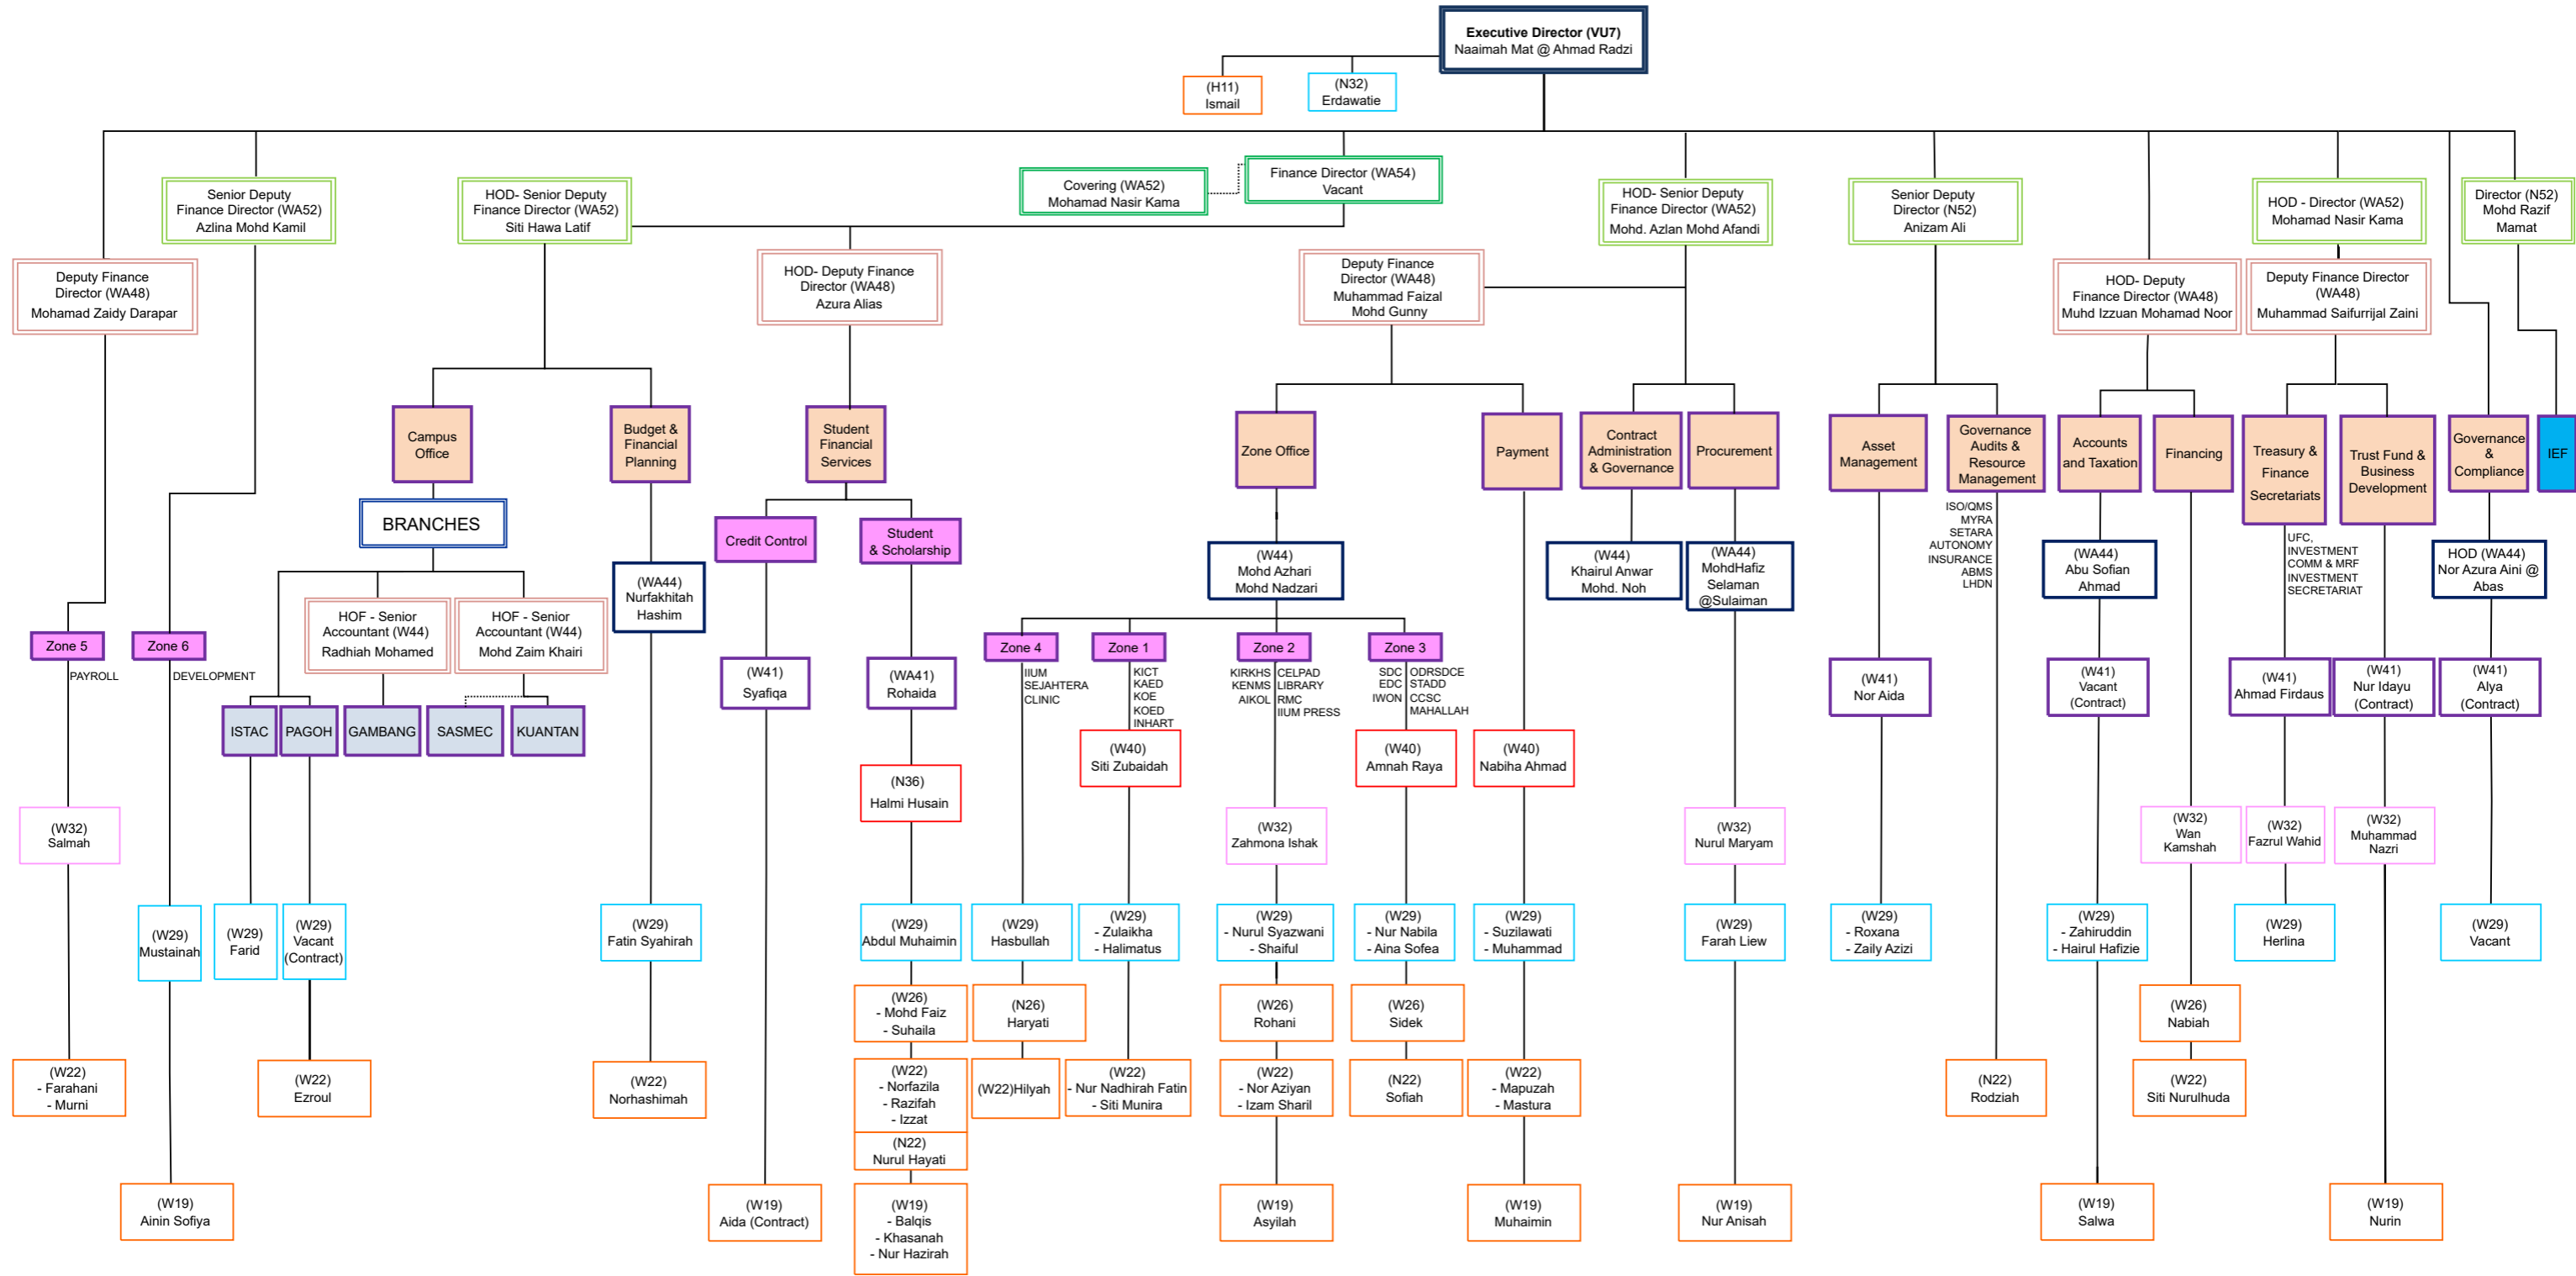 Executive Director (VU7)
Naaimah Mat @ Ahmad Radzi
(H11)
Ismail
(N32)
Erdawatie
Senior Deputy
Finance Director (WA52)
Azlina Mohd Kamil
HOD- Senior Deputy
Finance Director (WA52)
Siti Hawa Latif
Covering (WA52)
Mohamad Nasir Kama
Finance Director (WA54)
Vacant
HOD- Senior Deputy
Finance Director (WA52)
Mohd. Azlan Mohd Afandi
Senior Deputy
Director (N52)
Anizam Ali
HOD - Director (WA52)
Mohamad Nasir Kama
Director (N52)
Mohd Razif
Mamat
Deputy Finance
Director (WA48)
Mohamad Zaidy Darapar
HOD- Deputy Finance
Director (WA48)
Azura Alias
Deputy Finance
Director (WA48)
Muhammad Faizal
Mohd Gunny
HOD- Deputy
Finance Director (WA48)
Muhd Izzuan Mohamad Noor
Deputy Finance Director
(WA48)
Muhammad Saifurrijal Zaini
Campus
Office
Budget &
Financial
Planning
Student
Financial
Services
Zone Office
Payment
Contract
Administration
& Governance
Procurement
Asset
Management
Governance
Audits &
Resource
Management
Accounts
and Taxation
Financing
Treasury &
Finance
Secretariats
Trust Fund &
Business
Development
Governance
&
Compliance
IEF
BRANCHES
Credit Control
Student
& Scholarship
ISO/QMS
MYRA
SETARA
AUTONOMY
INSURANCE
ABMS
LHDN
UFC,
INVESTMENT
COMM & MRF
INVESTMENT
SECRETARIAT
(WA44)
Nurfakhitah
Hashim
(W44)
Mohd Azhari
Mohd Nadzari
(W44)
Khairul Anwar
Mohd. Noh
(WA44)
MohdHafiz
Selaman
@Sulaiman
(WA44)
Abu Sofian
Ahmad
HOD (WA44)
Nor Azura Aini @
Abas
HOF - Senior
Accountant (W44)
Radhiah Mohamed
HOF - Senior
Accountant (W44)
Mohd Zaim Khairi
Zone 5
PAYROLL
Zone 6
DEVELOPMENT
Zone 4
IIUM
SEJAHTERA
CLINIC
Zone 1
KICT
KAED
KOE
KOED
INHART
Zone 2
KIRKHS
KENMS
AIKOL
CELPAD
LIBRARY
RMC
IIUM PRESS
Zone 3
SDC
EDC
IWON
ODRSDCE
STADD
CCSC
MAHALLAH
ISTAC
PAGOH
GAMBANG
SASMEC
KUANTAN
(W41)
Syafiqa
(WA41)
Rohaida
(W41)
Nor Aida
(W41)
Vacant
(Contract)
(W41)
Ahmad Firdaus
(W41)
Nur Idayu
(Contract)
(W41)
Alya
(Contract)
(N36)
Halmi Husain
(W40)
Siti Zubaidah
(W40)
Amnah Raya
(W40)
Nabiha Ahmad
(W32)
Salmah
(W32)
Zahmona Ishak
(W32)
Nurul Maryam
(W32)
Wan
Kamshah
(W32)
Fazrul Wahid
(W32)
Muhammad
Nazri
(W29)
Mustainah
(W29)
Farid
(W29)
Vacant
(Contract)
(W29)
Fatin Syahirah
(W29)
Abdul Muhaimin
(W29)
Hasbullah
(W29)
- Zulaikha
- Halimatus
(W29)
- Nurul Syazwani
- Shaiful
(W29)
- Nur Nabila
- Aina Sofea
(W29)
- Suzilawati
- Muhammad
(W29)
Farah Liew
(W29)
- Roxana
- Zaily Azizi
(W29)
- Zahiruddin
- Hairul Hafizie
(W29)
Herlina
(W29)
Vacant
(W26)
- Mohd Faiz
- Suhaila
(N26)
Haryati
(W26)
Rohani
(W26)
Sidek
(W26)
Nabiah
(W22)
- Farahani
- Murni
(W22)
Ezroul
(W22)
Norhashimah
(W22)
- Norfazila
- Razifah
- Izzat
(N22)
Nurul Hayati
(W22)Hilyah
(W22)
- Nur Nadhirah Fatin
- Siti Munira
(W22)
- Nor Aziyan
- Izam Sharil
(N22)
Sofiah
(W22)
- Mapuzah
- Mastura
(N22)
Rodziah
(W22)
Siti Nurulhuda
(W19)
Ainin Sofiya
(W19)
Aida (Contract)
(W19)
- Balqis
- Khasanah
- Nur Hazirah
(W19)
Asyilah
(W19)
Muhaimin
(W19)
Nur Anisah
(W19)
Salwa
(W19)
Nurin